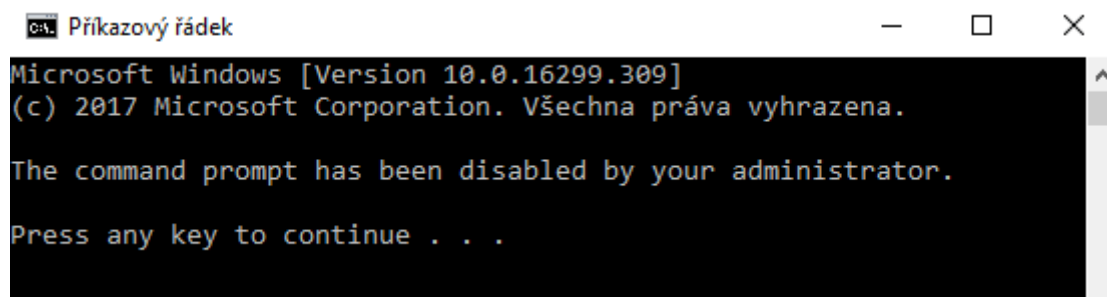 Příkazový řádek
Microsoft Windows [Version 10.0.16299.309]
(c) 2017 Microsoft Corporation. Všechna práva vyhrazena.
The command prompt has been disabled by your administrator.
Press any key to continue . . .